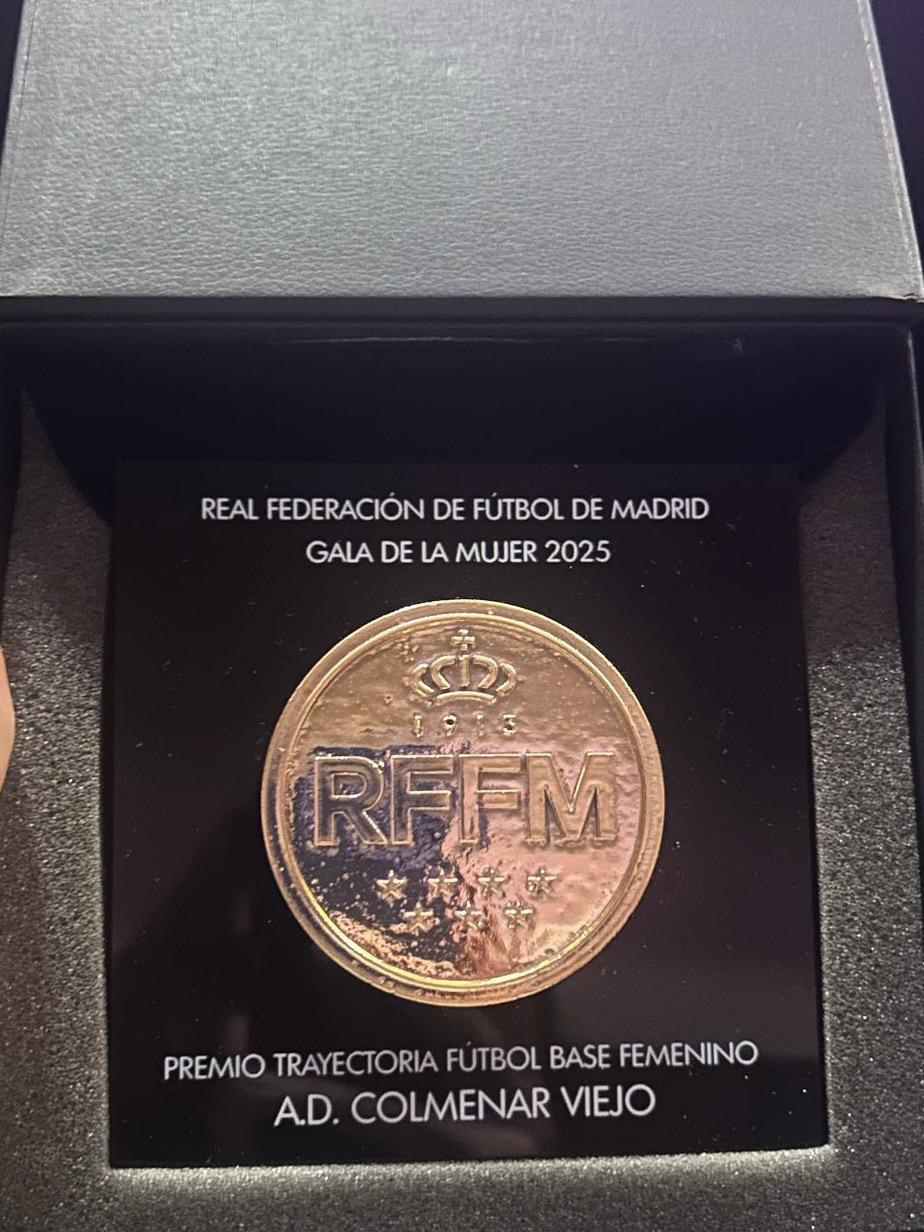 REAL FEDERACIÓN DE FÚTBOL DE MADRID
GALA DE LA MUJER 2025
1913
RFFM
PREMIO TRAYECTORIA FÚTBOL BASE FEMENINO
A.D. COLMENAR VIEJO